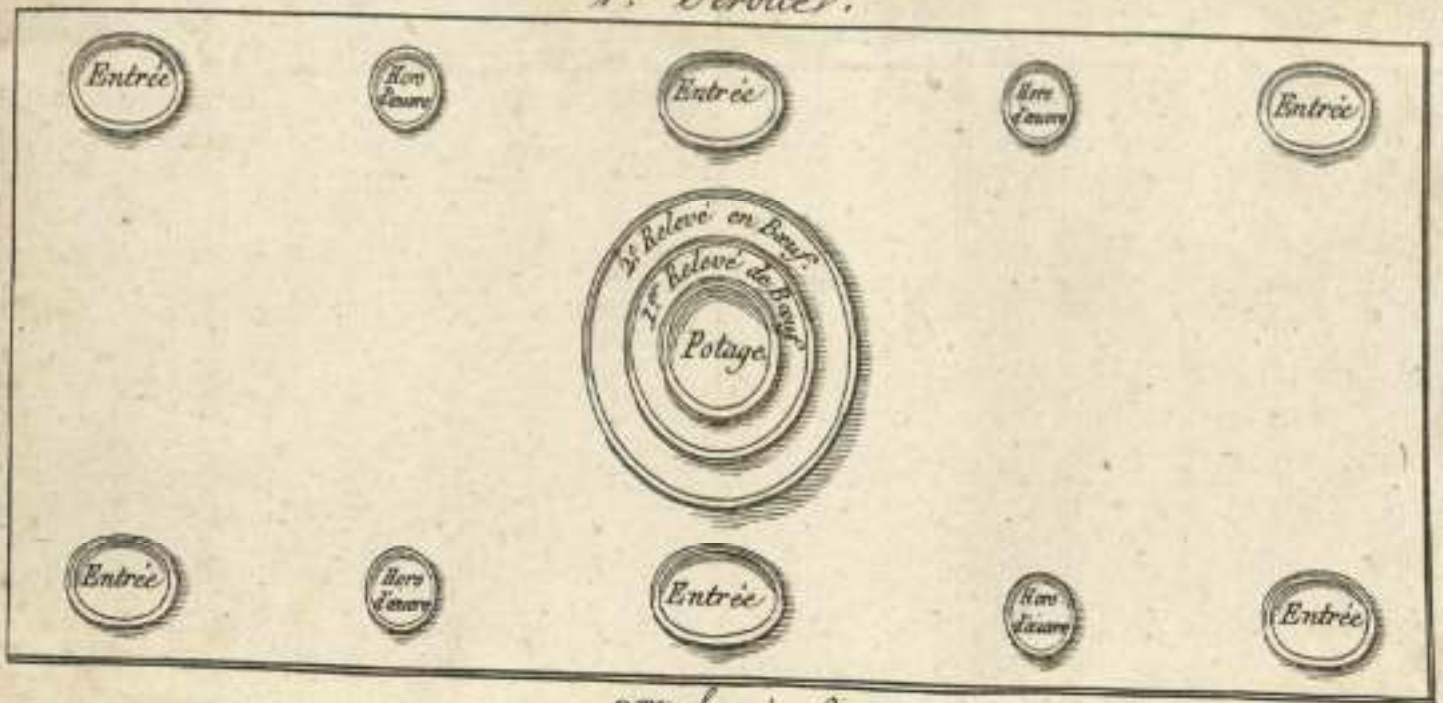 Entrée
Hors
d'œuvre
Entrée
Hors
d'œuvre
Entrée
2e. Relevé en Bœuf.
1er Relevé de Bœuf
Potage.
Entrée
Hors
d'œuvre
Entrée
Hors
d'œuvre
Entrée